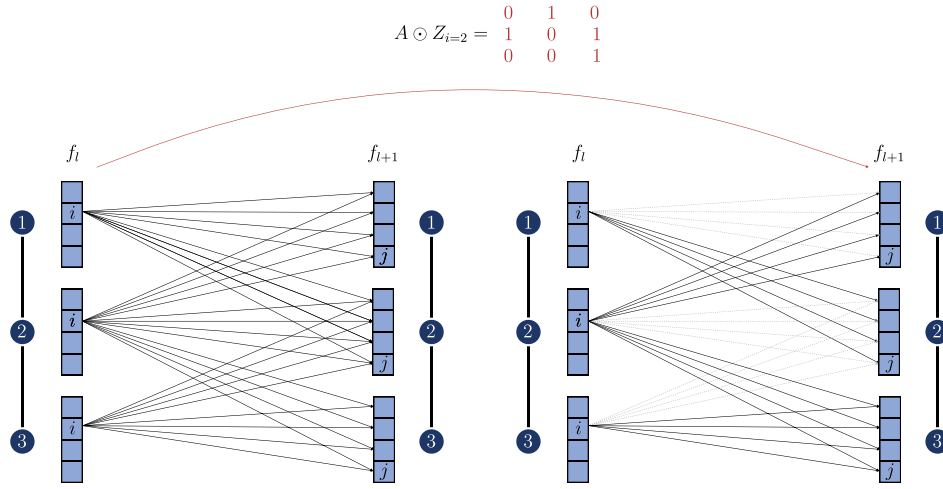 0 1 0
A ⊙ Z_{i=2} = 1 0 1
0 0 1
f_l f_{l+1} f_l f_{l+1}
i i
1 1 1 1
j j
i i
2 2 2 2
j j
i i
3 3 3 3
j j